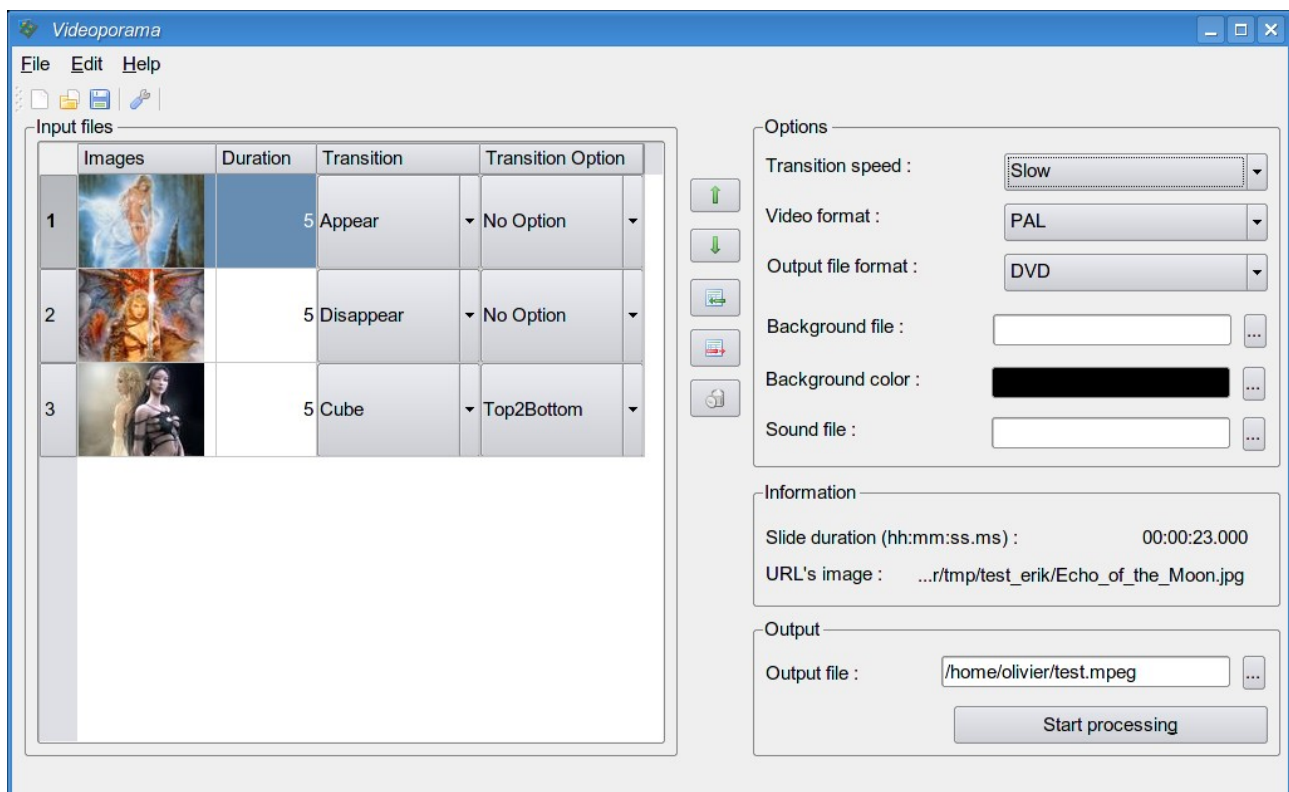 Videoporama
File Edit Help
Input files
Images Duration Transition Transition Option
1 5 Appear No Option
2 5 Disappear No Option
3 5 Cube Top2Bottom
Options
Transition speed : Slow
Video format : PAL
Output file format : DVD
Background file : ...
Background color : ...
Sound file : ...
Information
Slide duration (hh:mm:ss.ms) : 00:00:23.000
URL's image : ...r/tmp/test_erik/Echo_of_the_Moon.jpg
Output
Output file : /home/olivier/test.mpeg ...
Start processing